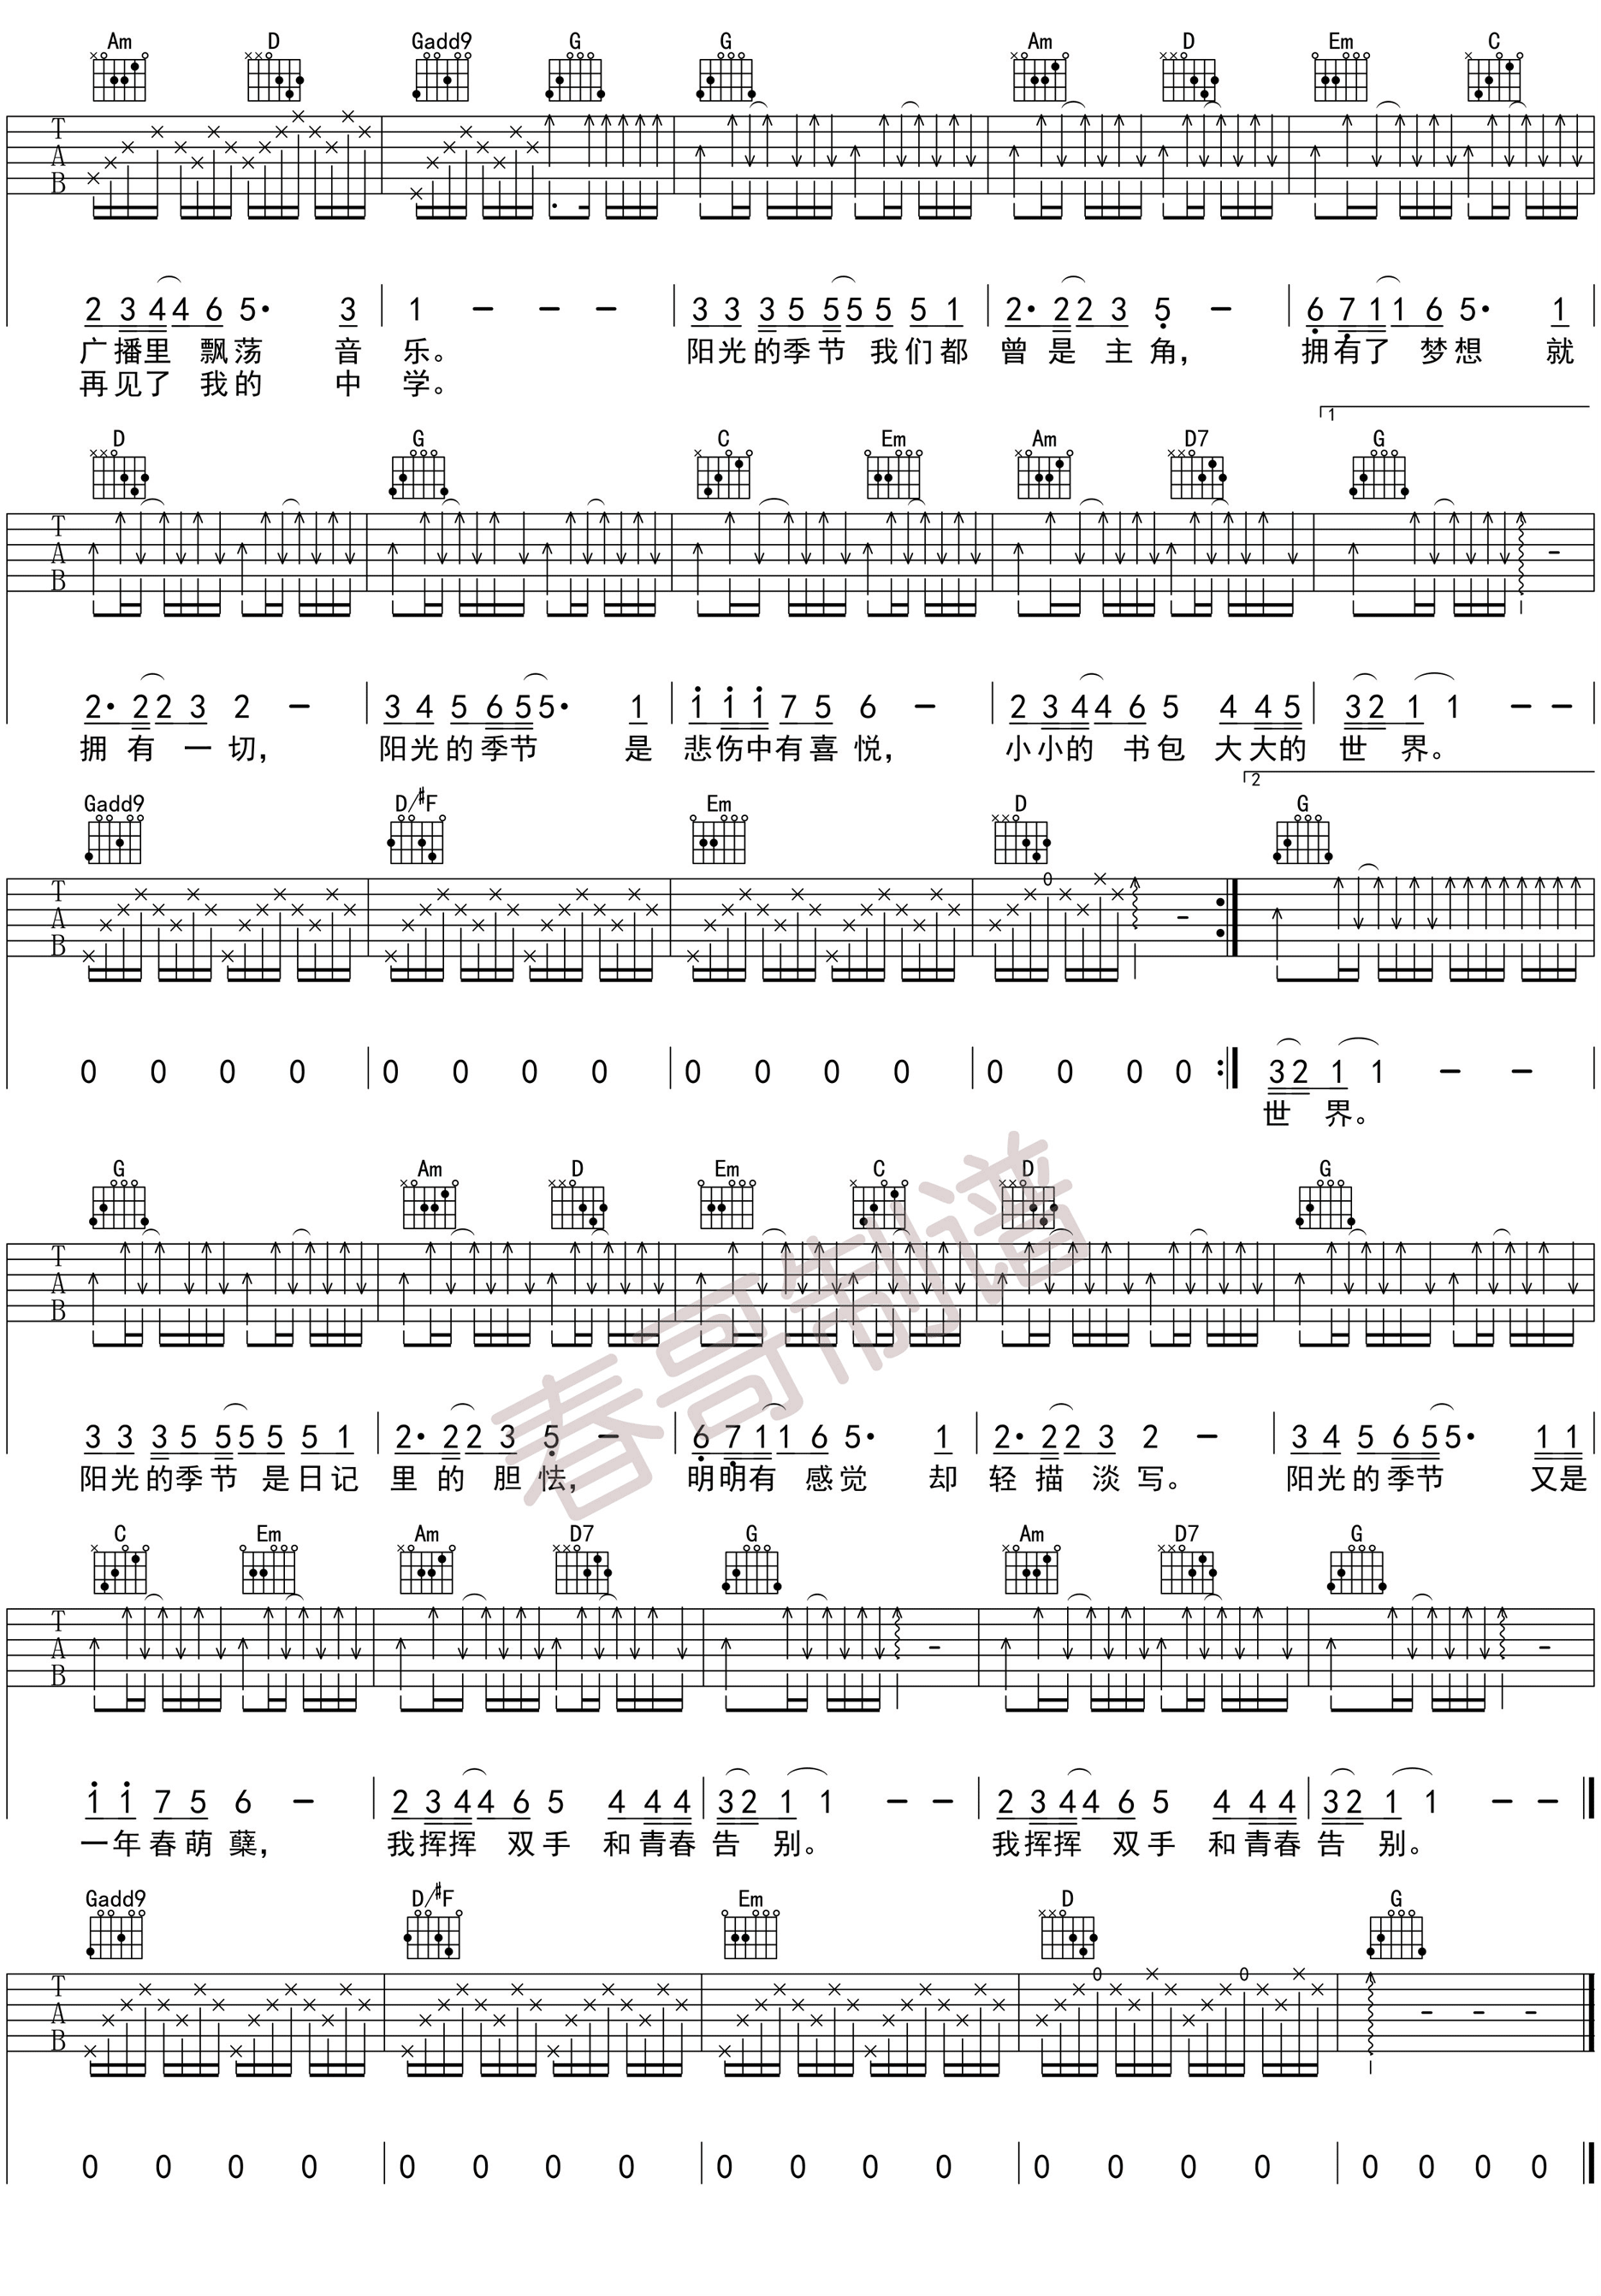 Am D Gadd9 G G Am D Em C
T
A
B
2 3 4 4 6 5· 3 1 - - - 3 3 3 5 5 5 5 5 1 2· 2 2 3 5 - 6 7 1 1 6 5· 1
广播里 飘荡 音 乐。 阳光的季节 我们都 曾 是 主 角， 拥有了 梦想 就
再见了 我的 中 学。
1
D G C Em Am D7 G
T
A
B
2· 2 2 3 2 - 3 4 5 6 5 5· 1 1 1 1 7 5 6 - 2 3 4 4 6 5 4 4 5 3 2 1 1 - -
拥 有 一 切， 阳光的季节 是 悲伤中有喜 悦， 小小的 书包 大大的 世 界。
2
Gadd9 D/#F Em D G
T
A
B
0 0
0 0 0 0 0 0 0 0 0 0 0 0 0 0 0 0 3 2 1 1 - -
世 界。
G Am D Em C D G
T
A
B
3 3 3 5 5 5 5 5 1 2· 2 2 3 5 - 6 7 1 1 6 5· 1 2· 2 2 3 2 - 3 4 5 6 5 5· 1 1
阳光的季节 是日记 里 的 胆 怯， 明明有 感觉 却 轻 描 淡 写。 阳光的季节 又是
春哥制谱
C Em Am D7 G Am D7 G
T
A
B
1 1 7 5 6 - 2 3 4 4 6 5 4 4 4 3 2 1 1 - - 2 3 4 4 6 5 4 4 4 3 2 1 1 - -
一年春萌 蘖， 我挥挥 双手 和青春 告 别。 我挥挥 双手 和青春 告 别。
Gadd9 D/#F Em D G
T
A
B
0 0
0 0 0 0 0 0 0 0 0 0 0 0 0 0 0 0 0 0 0 0